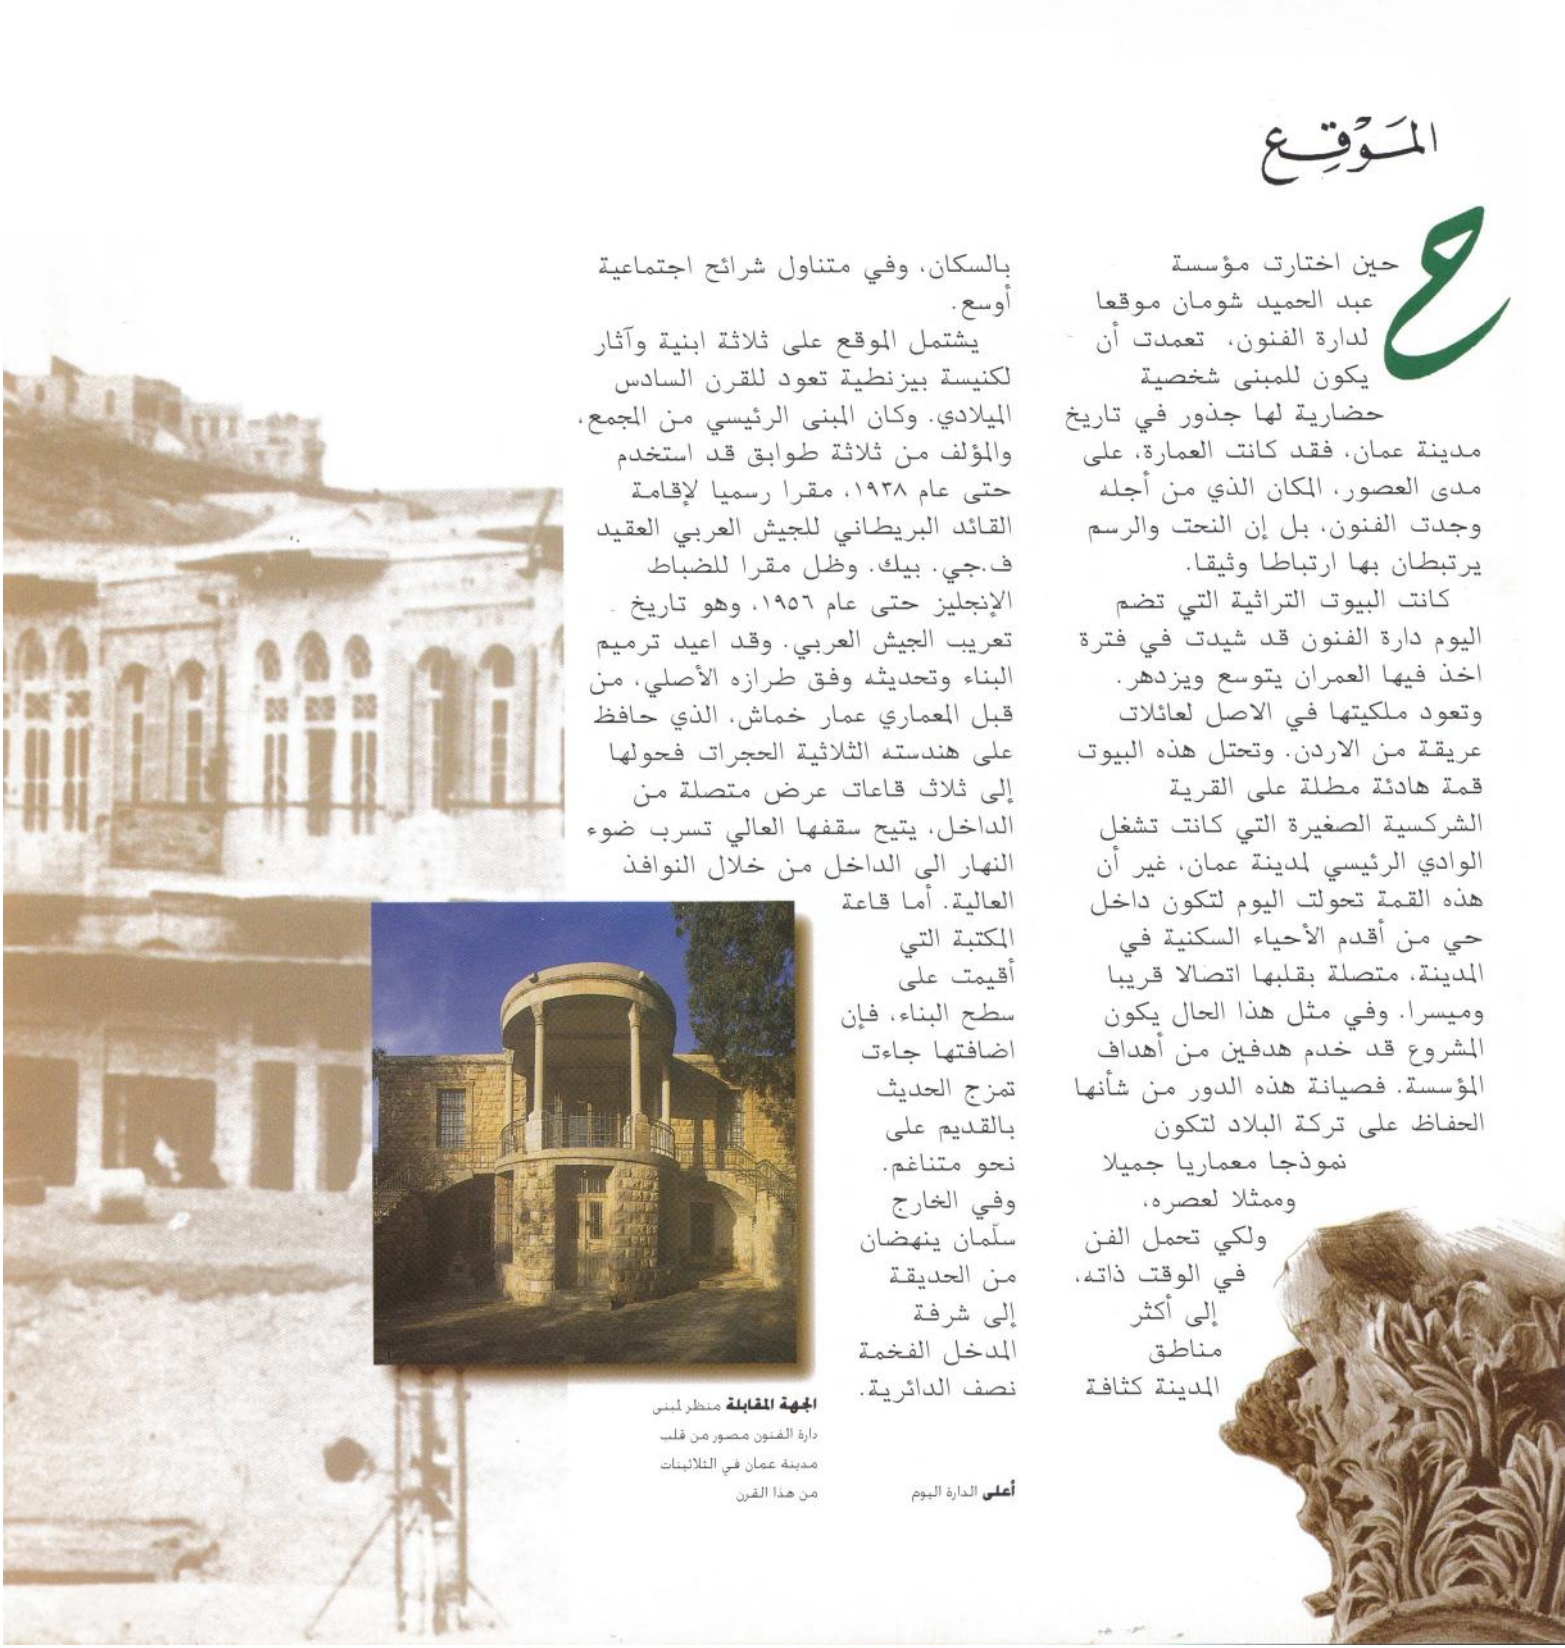 المَوْقِع
ح
حين اختارت مؤسسة
عبد الحميد شومان موقعا
لدارة الفنون، تعمدت أن
يكون للمبنى شخصية
حضارية لها جذور في تاريخ
مدينة عمان، فقد كانت العمارة، على
مدى العصور، المكان الذي من أجله
وجدت الفنون، بل إن النحت والرسم
يرتبطان بها ارتباطا وثيقا.
كانت البيوت التراثية التي تضم
اليوم دارة الفنون قد شيدت في فترة
اخذ فيها العمران يتوسع ويزدهر.
وتعود ملكيتها في الاصل لعائلات
عريقة من الاردن. وتحتل هذه البيوت
قمة هادئة مطلة على القرية
الشركسية الصغيرة التي كانت تشغل
الوادي الرئيسي لمدينة عمان، غير أن
هذه القمة تحولت اليوم لتكون داخل
حي من أقدم الأحياء السكنية في
المدينة، متصلة بقلبها اتصالا قريبا
وميسرا. وفي مثل هذا الحال يكون
المشروع قد خدم هدفين من أهداف
المؤسسة. فصيانة هذه الدور من شأنها
الحفاظ على تركة البلاد لتكون
نموذجا معماريا جميلا
وممثلا لعصره،
ولكي تحمل الفن
في الوقت ذاته،
إلى أكثر
مناطق
المدينة كثافة
بالسكان، وفي متناول شرائح اجتماعية
أوسع.
يشتمل الموقع على ثلاثة ابنية وآثار
لكنيسة بيزنطية تعود للقرن السادس
الميلادي. وكان المبنى الرئيسي من المجمع،
والمؤلف من ثلاثة طوابق قد استخدم
حتى عام ١٩٣٨، مقرا رسميا لإقامة
القائد البريطاني للجيش العربي العقيد
ف.جي. بيك. وظل مقرا للضباط
الإنجليز حتى عام ١٩٥٦، وهو تاريخ
تعريب الجيش العربي. وقد اعيد ترميم
البناء وتحديثه وفق طرازه الأصلي، من
قبل المعماري عمار خماش، الذي حافظ
على هندسته الثلاثية الحجرات فحولها
إلى ثلاث قاعات عرض متصلة من
الداخل، يتيح سقفها العالي تسرب ضوء
النهار الى الداخل من خلال النوافذ
العالية. أما قاعة
المكتبة التي
أقيمت على
سطح البناء، فإن
اضافتها جاءت
تمزج الحديث
بالقديم على
نحو متناغم.
وفي الخارج
سلّمان ينهضان
من الحديقة
إلى شرفة
المدخل الفخمة
نصف الدائرية.
أعلى الدارة اليوم
الجهة المقابلة منظر لمبنى
دارة الفنون مصور من قلب
مدينة عمان في الثلاثينات
من هذا القرن